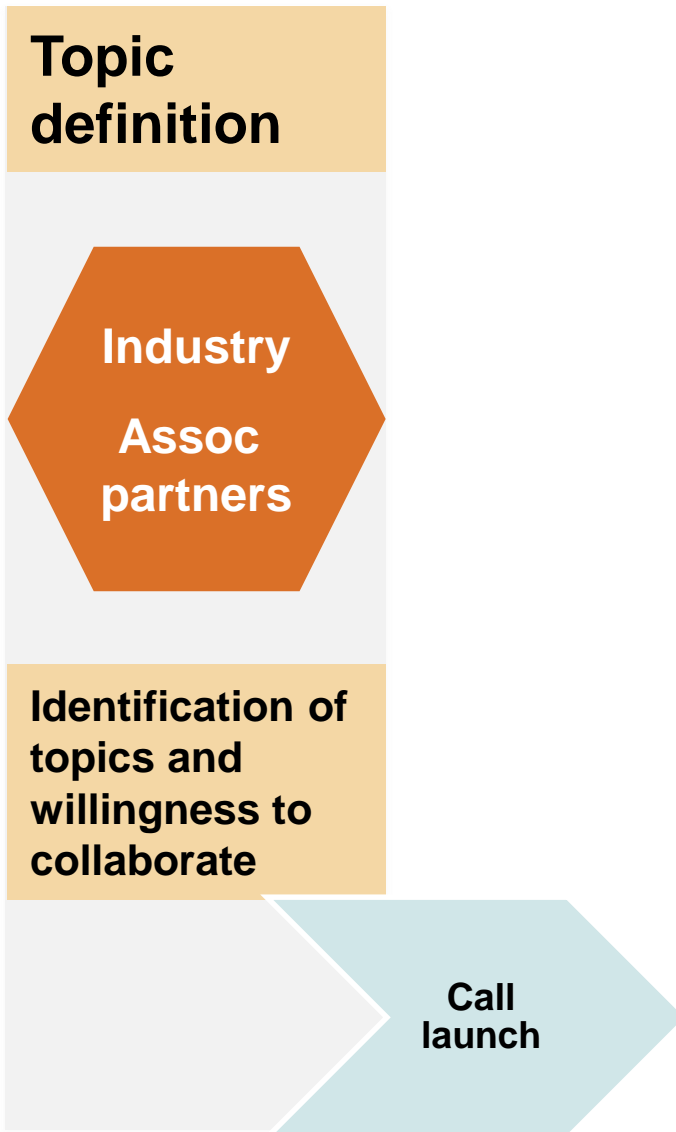 Topic
definition
Industry
Assoc
partners
Identification of
topics and
willingness to
collaborate
Call
launch